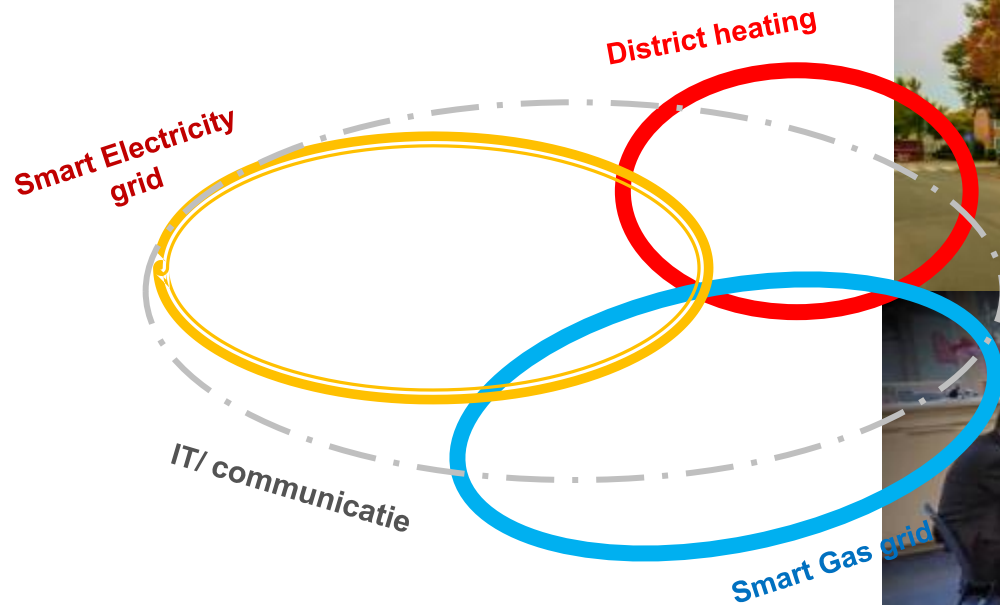 District heating
Smart Electricity
grid
IT/ communicatie
Smart Gas grid